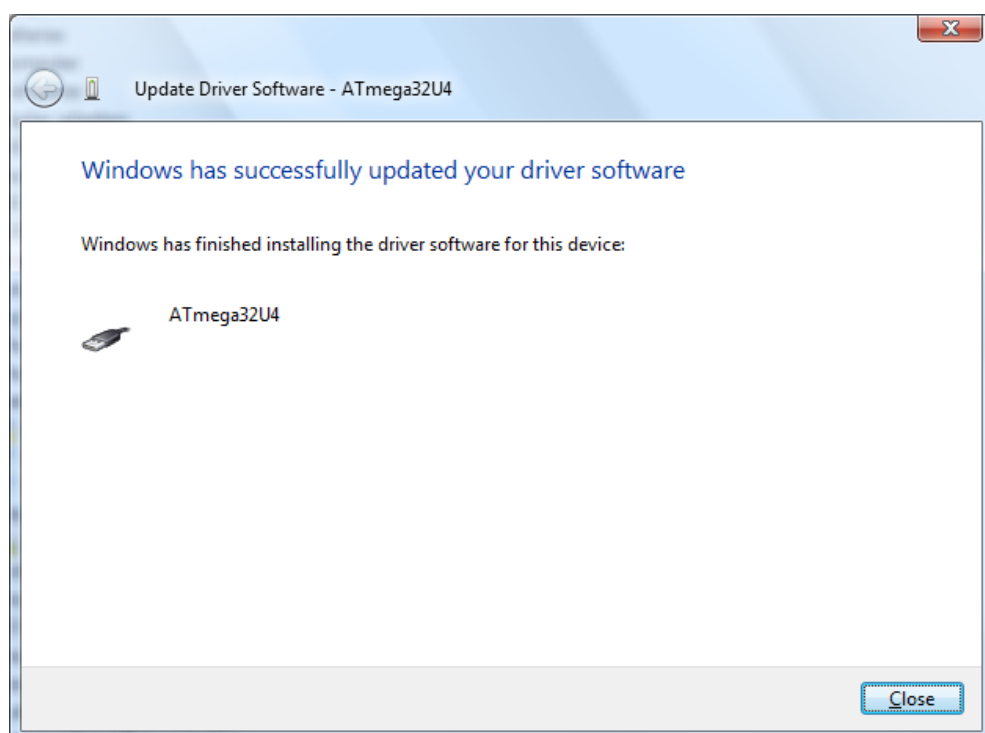 Update Driver Software - ATmega32U4
Windows has successfully updated your driver software
Windows has finished installing the driver software for this device:
ATmega32U4
Close